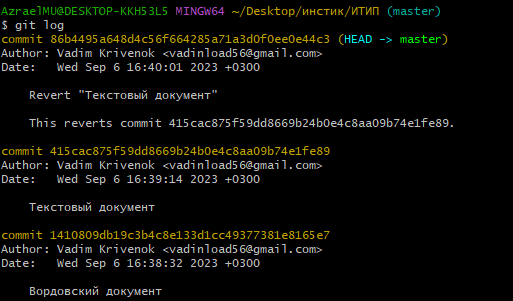 AzraelMU@DESKTOP-KKH53L5 MINGW64 ~/Desktop/инстик/ИТИП (master)
$ git log
commit 86b4495a648d4c56f664285a71a3d0f0ee0e44c3 (HEAD -> master)
Author: Vadim Krivenok <vadinload56@gmail.com>
Date:   Wed Sep 6 16:40:01 2023 +0300
Revert "Текстовый документ"
This reverts commit 415cac875f59dd8669b24b0e4c8aa09b74e1fe89.
commit 415cac875f59dd8669b24b0e4c8aa09b74e1fe89
Author: Vadim Krivenok <vadinload56@gmail.com>
Date:   Wed Sep 6 16:39:14 2023 +0300
Текстовый документ
commit 1410809db19c3b4c8e133d1cc49377381e8165e7
Author: Vadim Krivenok <vadinload56@gmail.com>
Date:   Wed Sep 6 16:38:32 2023 +0300
Вордовский документ